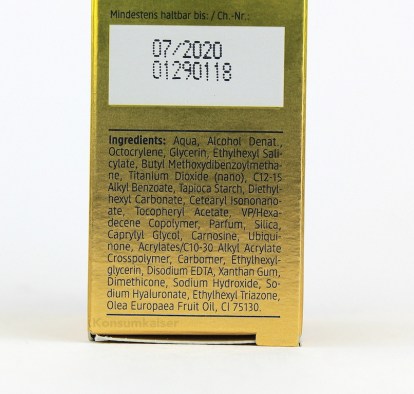 Mindestens haltbar bis: / Ch.-Nr.:
07/2020
01290118
Ingredients: Aqua, Alcohol Denat.,
Octocrylene, Glycerin, Ethylhexyl Sali-
cylate, Butyl Methoxydibenzoylmetha-
ne, Titanium Dioxide (nano), C12-15
Alkyl Benzoate, Tapioca Starch, Diethyl-
hexyl Carbonate, Cetearyl Isononano-
ate, Tocopheryl Acetate, VP/Hexa-
decene Copolymer, Parfum, Silica,
Caprylyl Glycol, Carnosine, Ubiqui-
none, Acrylates/C10-30 Alkyl Acrylate
Crosspolymer, Carbomer, Ethylhexyl-
glycerin, Disodium EDTA, Xanthan Gum,
Dimethicone, Sodium Hydroxide, So-
dium Hyaluronate, Ethylhexyl Triazone,
Olea Europaea Fruit Oil, CI 75130.
Konsumkaiser